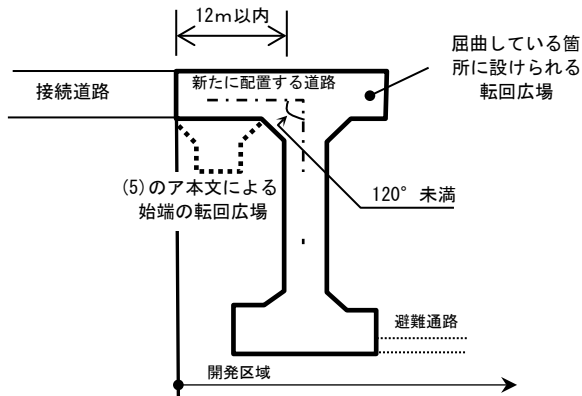 12m以内
屈曲している箇
所に設けられる
転回広場
新たに配置する道路
接続道路
(5)のア本文による
始端の転回広場
120° 未満
避難通路
開発区域